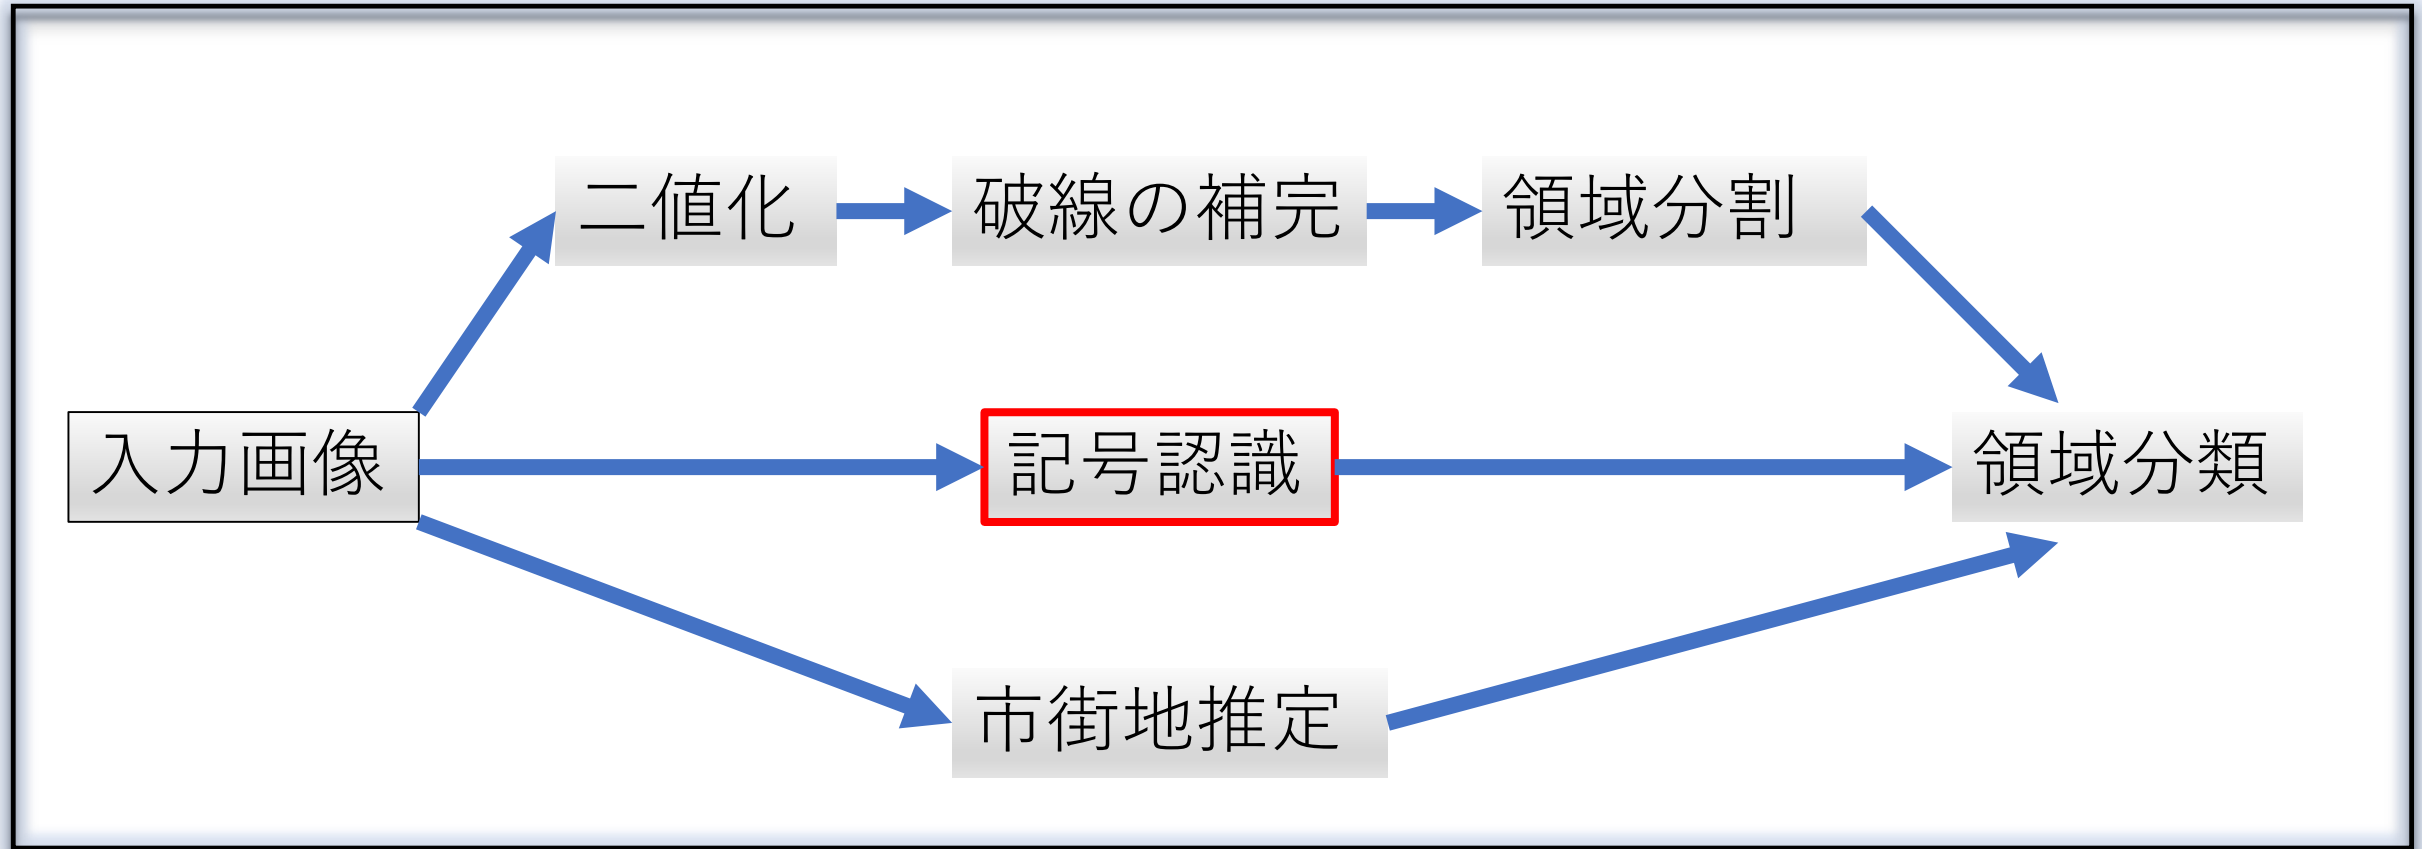 二値化
破線の補完
領域分割
入力画像
記号認識
領域分類
市街地推定